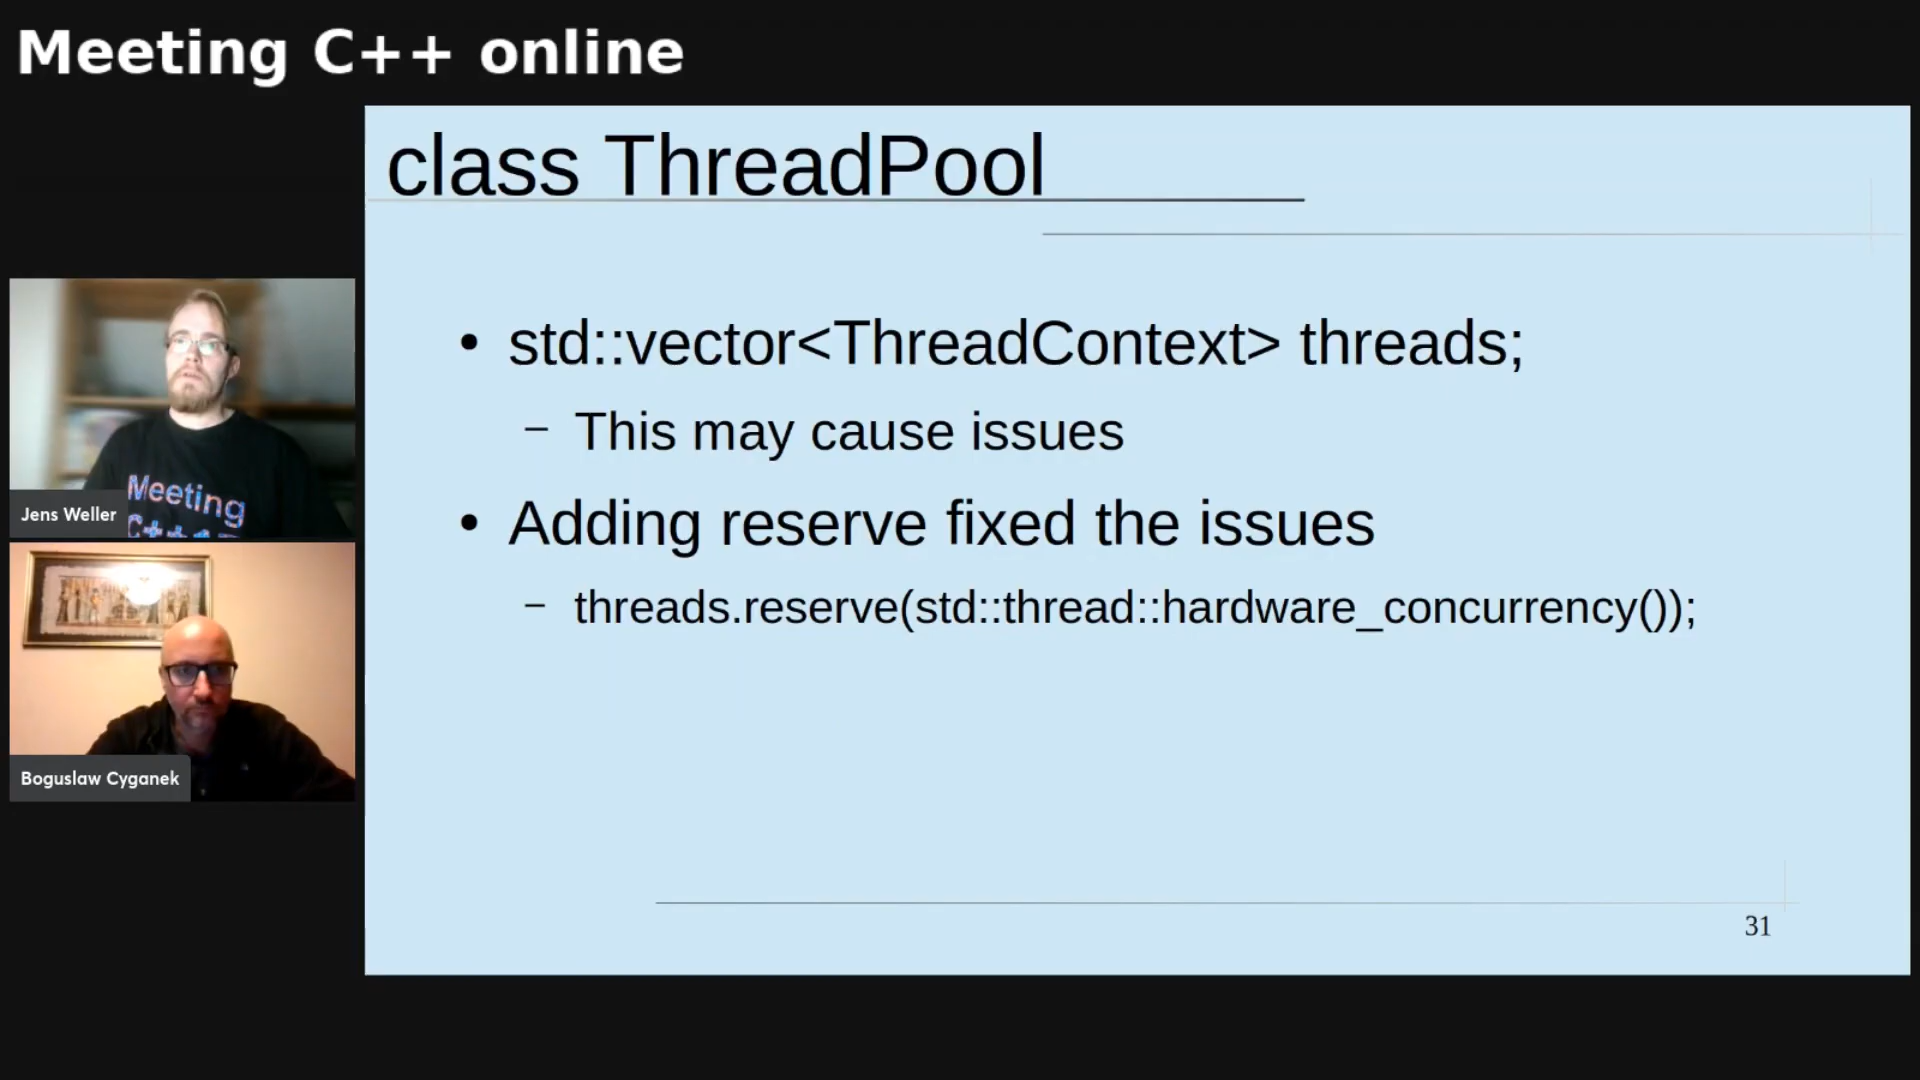 Meeting C++ online
class ThreadPool
• std::vector<ThreadContext> threads;
– This may cause issues
• Adding reserve fixed the issues
– threads.reserve(std::thread::hardware_concurrency());
31
Meeting
Jens Weller
Boguslaw Cyganek